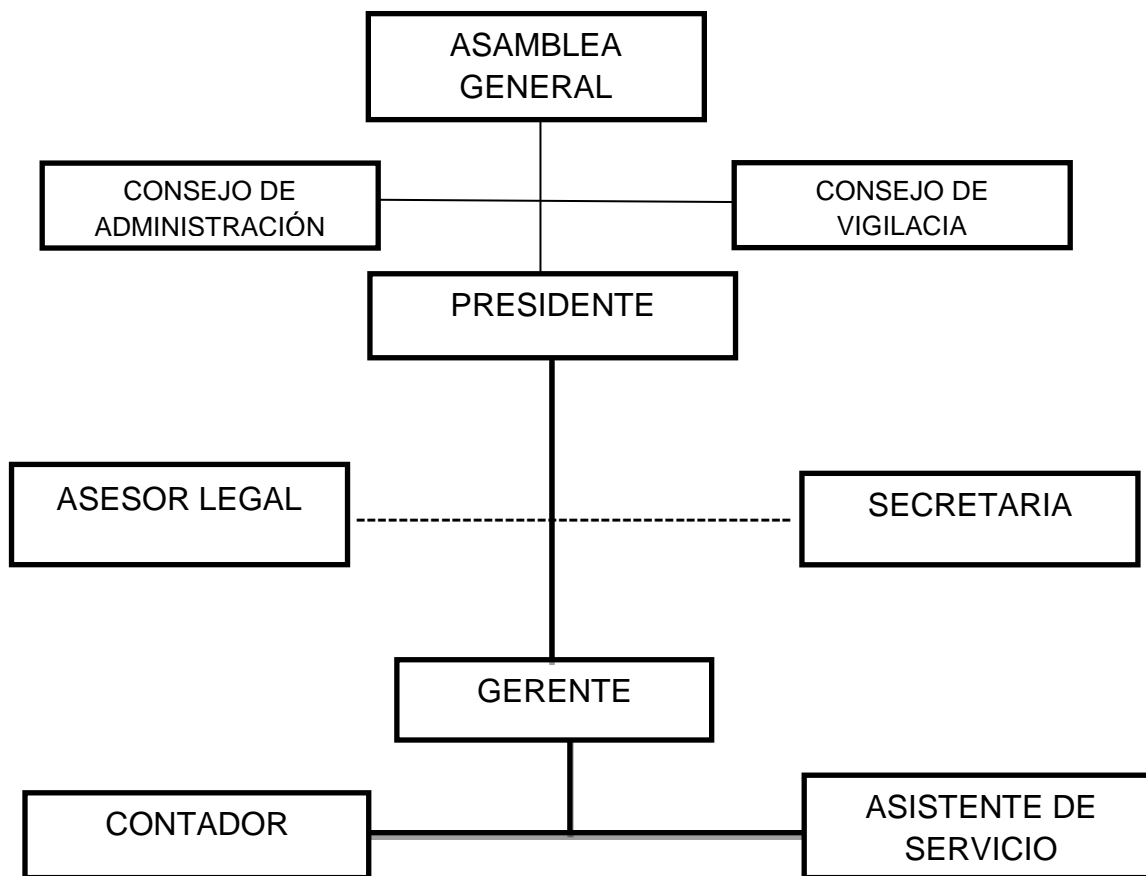 ASAMBLEA
GENERAL
CONSEJO DE
ADMINISTRACIÓN
CONSEJO DE
VIGILACIA
PRESIDENTE
ASESOR LEGAL
SECRETARIA
GERENTE
CONTADOR
ASISTENTE DE
SERVICIO